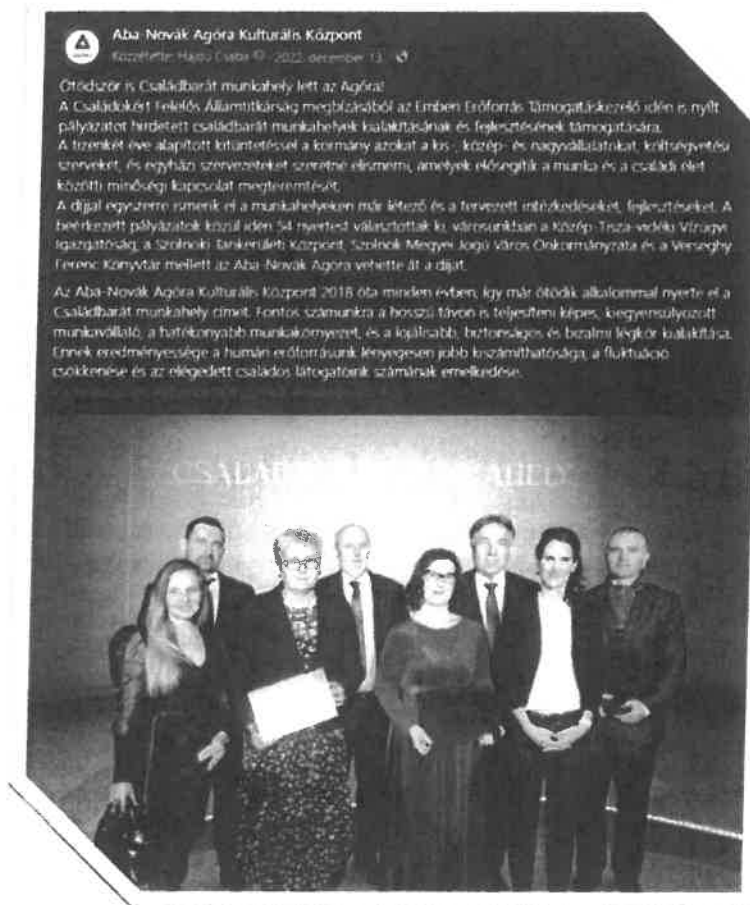 Aba-Novák Agóra Kulturális Központ
Közzétette: Hajdú Csaba · 2022. december 13.
Ötödször is Családbarát munkahely lett az Agóra!
A Családokért Felelős Államtitkárság megbízásából az Emberi Erőforrás Támogatáskezelő idén is nyílt
pályázatot hirdetett családbarát munkahelyek kialakításának és fejlesztésének támogatására.
A tizenkét éve alapított kitüntetéssel a kormány azokat a kis-, közép- és nagyvállalatokat, költségvetési
szerveket, és egyházi szervezeteket szeretné elismerni, amelyek elősegítik a munka és a családi élet
közötti minőségi kapcsolat megteremtését.
A díjjal egyszerre ismerik el a munkahelyeken már létező és a tervezett intézkedéseket, fejlesztéseket. A
beérkezett pályázatok közül idén 54 nyertest választottak ki, városunkban a Közép-Tisza-vidéki Vízügyi
Igazgatóság, a Szolnoki Tankerületi Központ, Szolnok Megyei Jogú Város Önkormányzata és a Verseghy
Ferenc Könyvtár mellett az Aba-Novák Agóra vehette át a díjat.
Az Aba-Novák Agóra Kulturális Központ 2018 óta minden évben, így már ötödik alkalommal nyerte el a
Családbarát munkahely címet. Fontos számunkra a hosszú távon is teljesíteni képes, kiegyensúlyozott
munkavállaló, a hatékonyabb munkakörnyezet, és a lojálisabb, biztonságos és bizalmi légkör kialakítása.
Ennek eredményessége a humán erőforrásunk lényegesen jobb kiszámíthatósága, a fluktuáció
csökkenése és az elégedett családos látogatóink számának emelkedése.